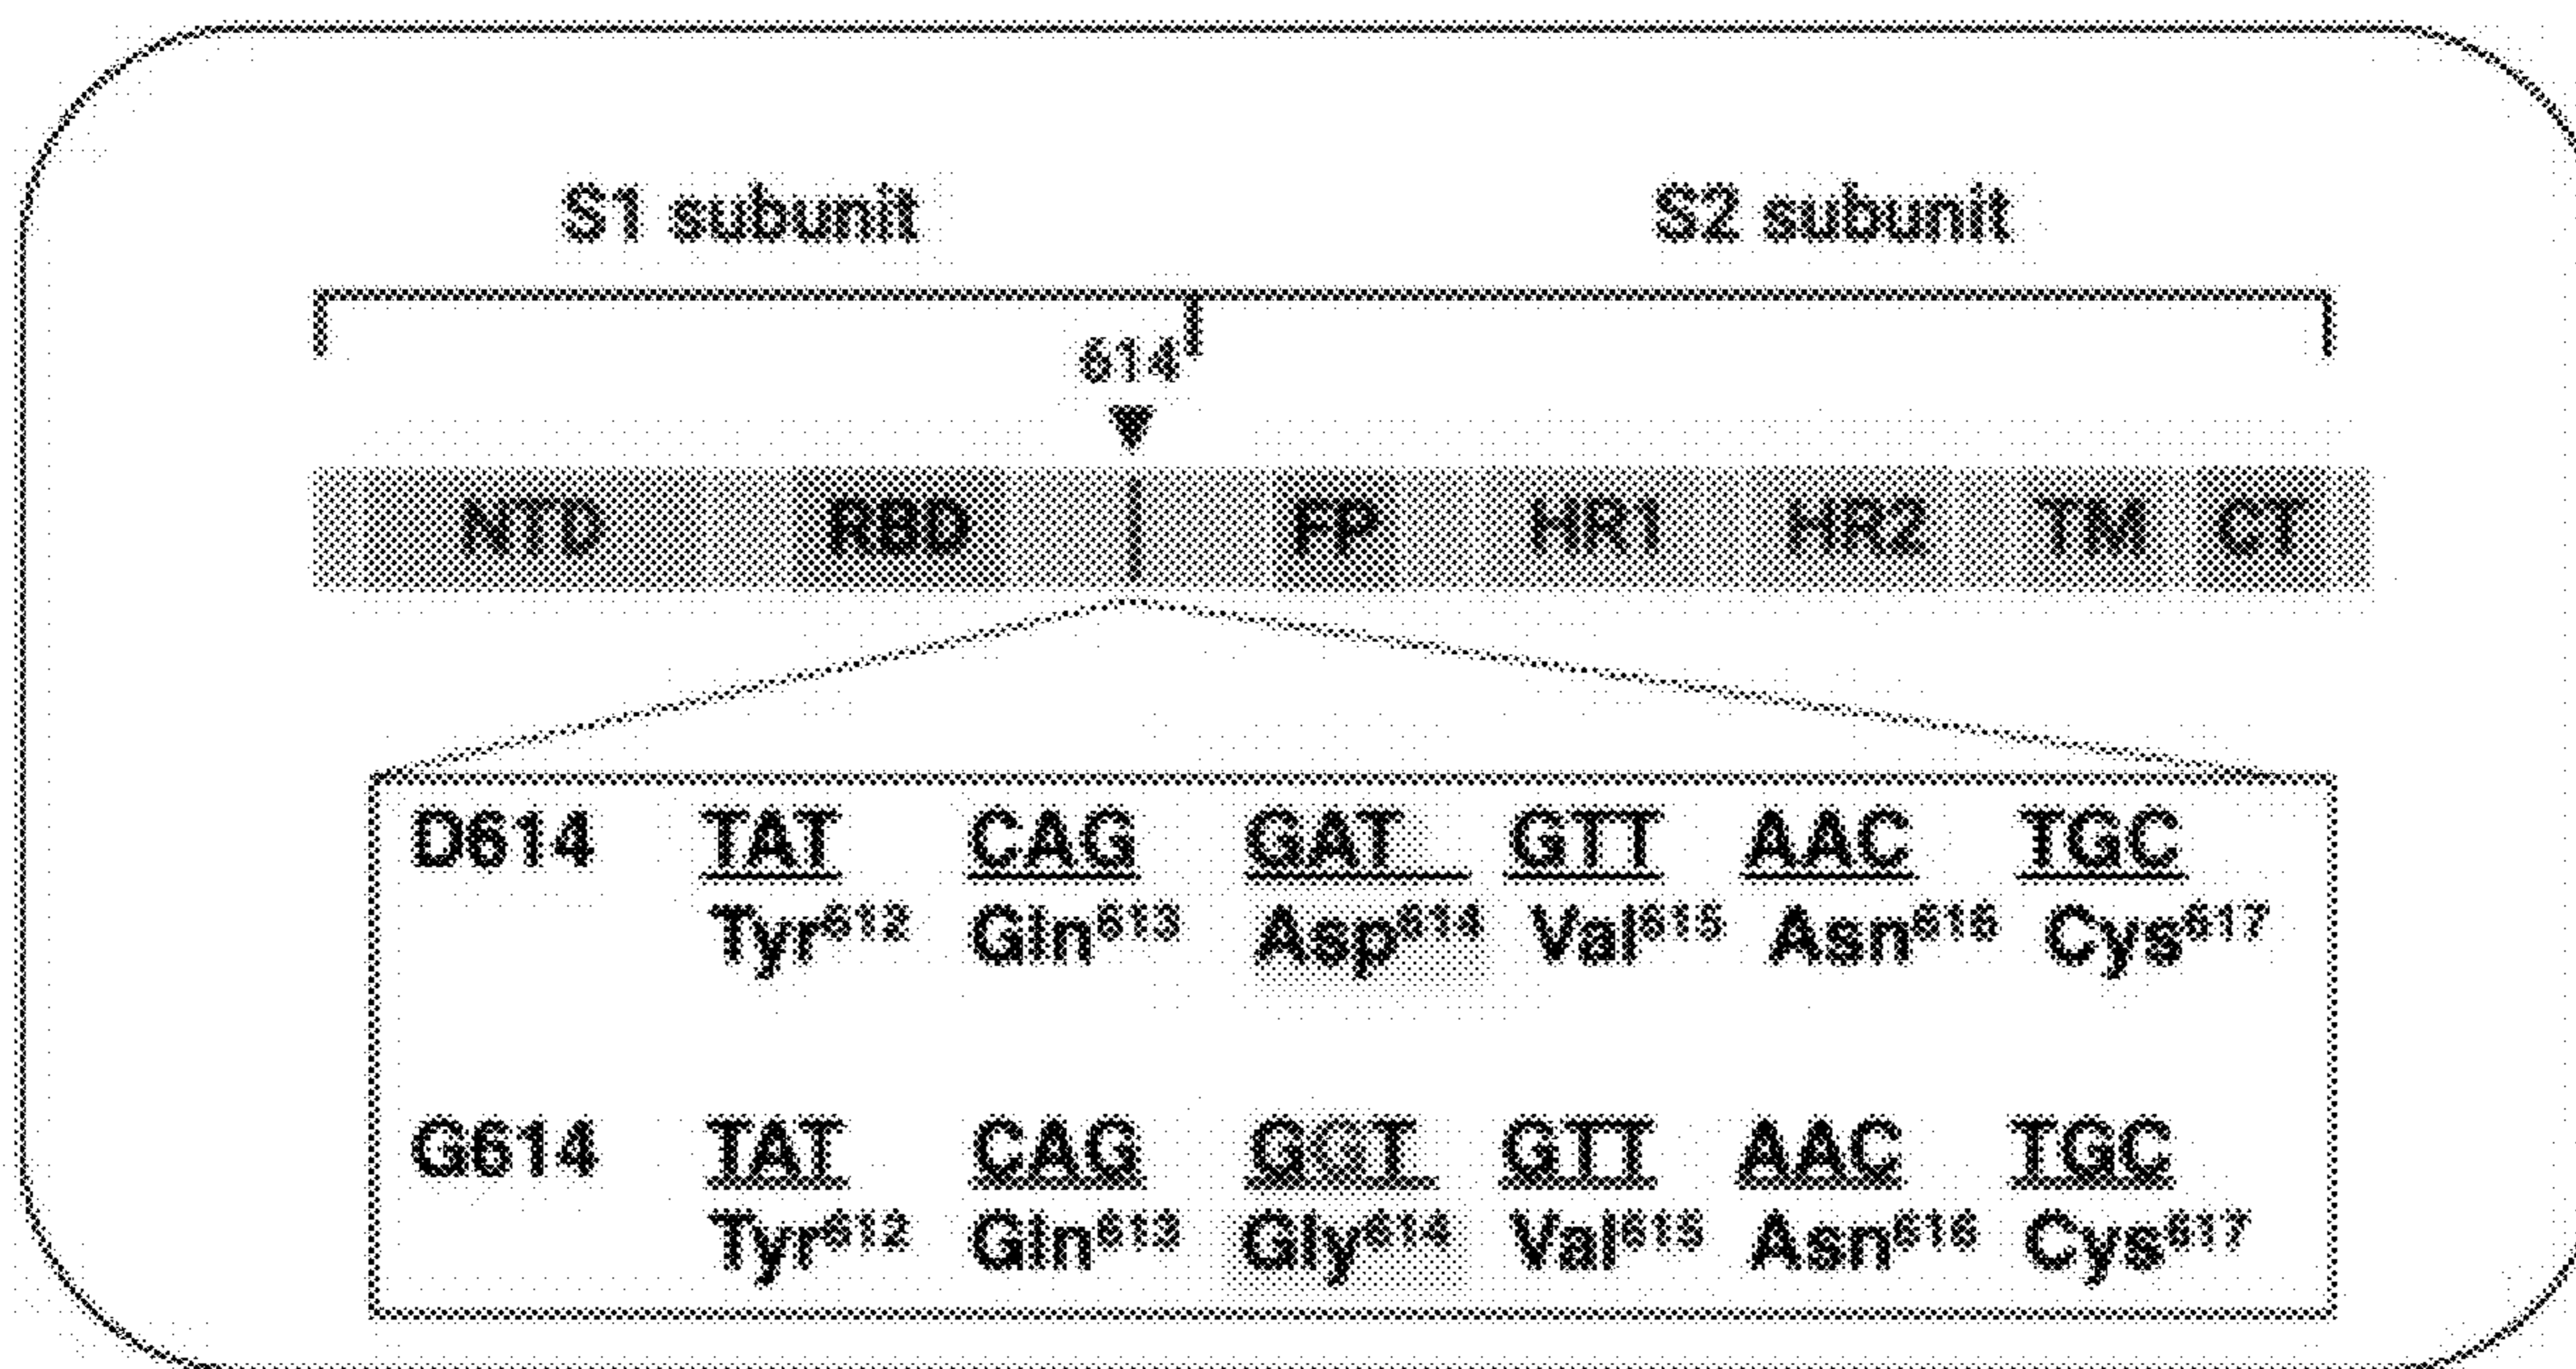 S1 subunit S2 subunit
614
NTD RBD FP HR1 HR2 TM CT
D614 TAT CAG GAT GTT AAC TGC
Tyr⁶¹² Gln⁶¹³ Asp⁶¹⁴ Val⁶¹⁵ Asn⁶¹⁶ Cys⁶¹⁷
G614 TAT CAG GGT GTT AAC TGC
Tyr⁶¹² Gln⁶¹³ Gly⁶¹⁴ Val⁶¹⁵ Asn⁶¹⁶ Cys⁶¹⁷